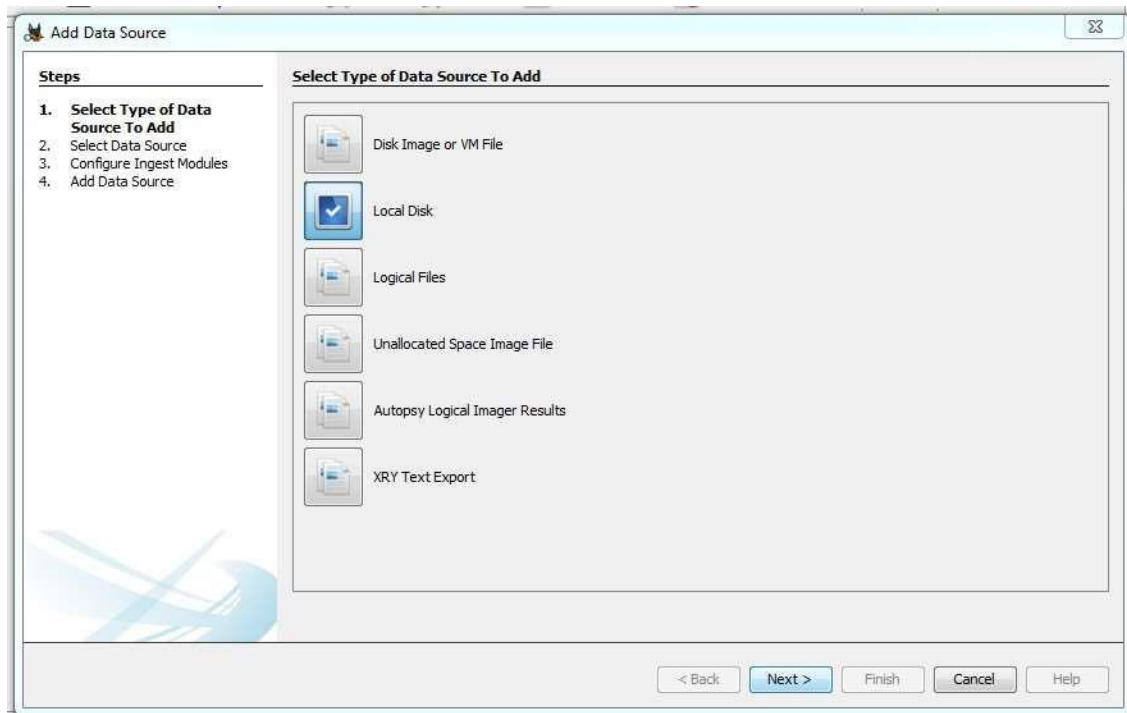 Add Data Source
Steps
1. Select Type of Data
Source To Add
2. Select Data Source
3. Configure Ingest Modules
4. Add Data Source
Select Type of Data Source To Add
Disk Image or VM File
Local Disk
Logical Files
Unallocated Space Image File
Autopsy Logical Imager Results
XRY Text Export
< Back
Next >
Finish
Cancel
Help